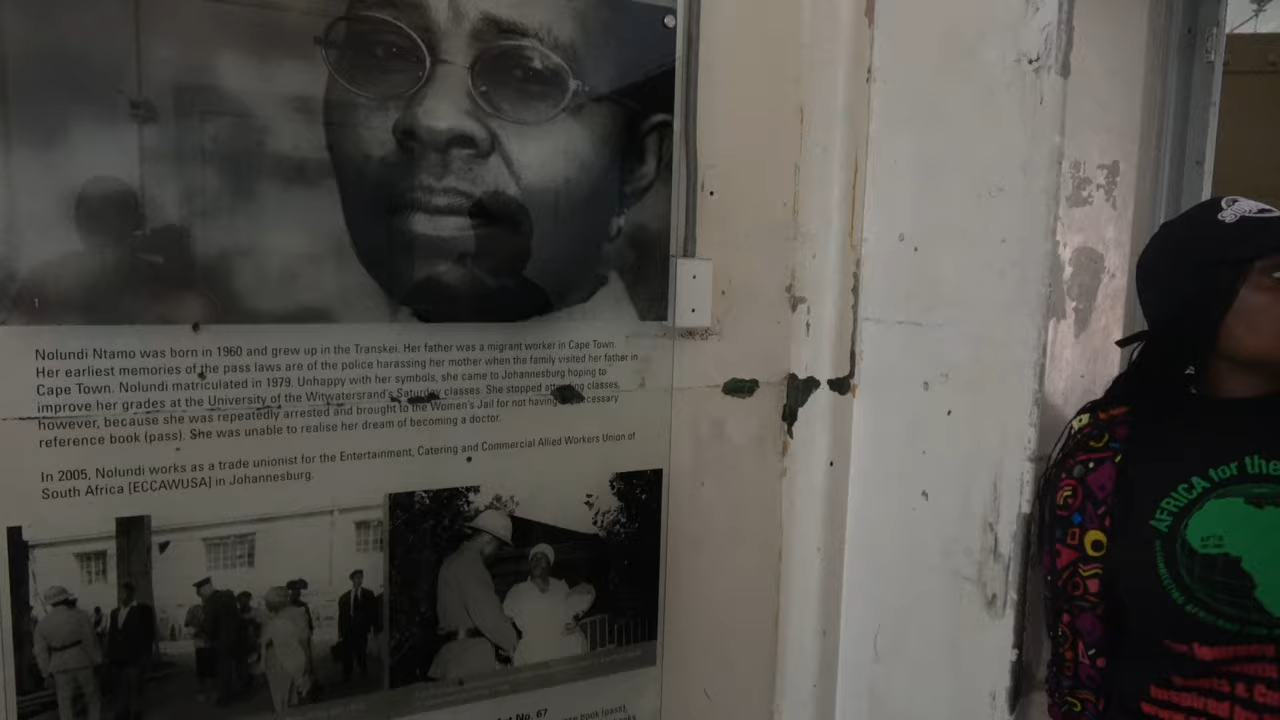 1
Nolundi Ntamo was born in 1960 and grew up in the Transkei. Her father was a migrant worker in Cape Town.
Her earliest memories of the pass laws are of the police harassing her mother when the family visited her father in
Cape Town. Nolundi matriculated in 1979. Unhappy with her symbols, she came to Johannesburg hoping to
improve her grades at the University of the Witwatersrand's Saturday classes. She stopped attending classes,
however, because she was repeatedly arrested and brought to the Women's Jail for not having necessary
reference book (pass). She was unable to realise her dream of becoming a doctor.
In 2005, Nolundi works as a trade unionist for the Entertainment, Catering and Commercial Allied Workers Union of
South Africa [ECCAWUSA] in Johannesburg.
No. 67
book (pass),
AFRICA for the